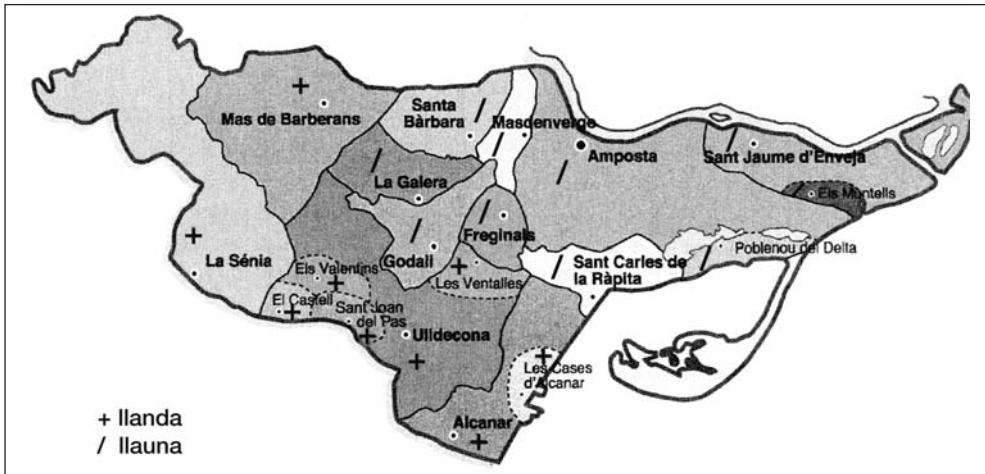 Santa
Bàrbara
Mas de Barberans
Masdenverge
Amposta
Sant Jaume d'Enveja
La Galera
Els Muntells
Freginals
Godall
Poblenou del Delta
La Sénia
Els Valentins
Les Ventalles
Sant Carles de
la Ràpita
El Castell
Sant Joan
del Pas
Ulldecona
Les Cases
d'Alcanar
Alcanar
+ llanda
/ llauna